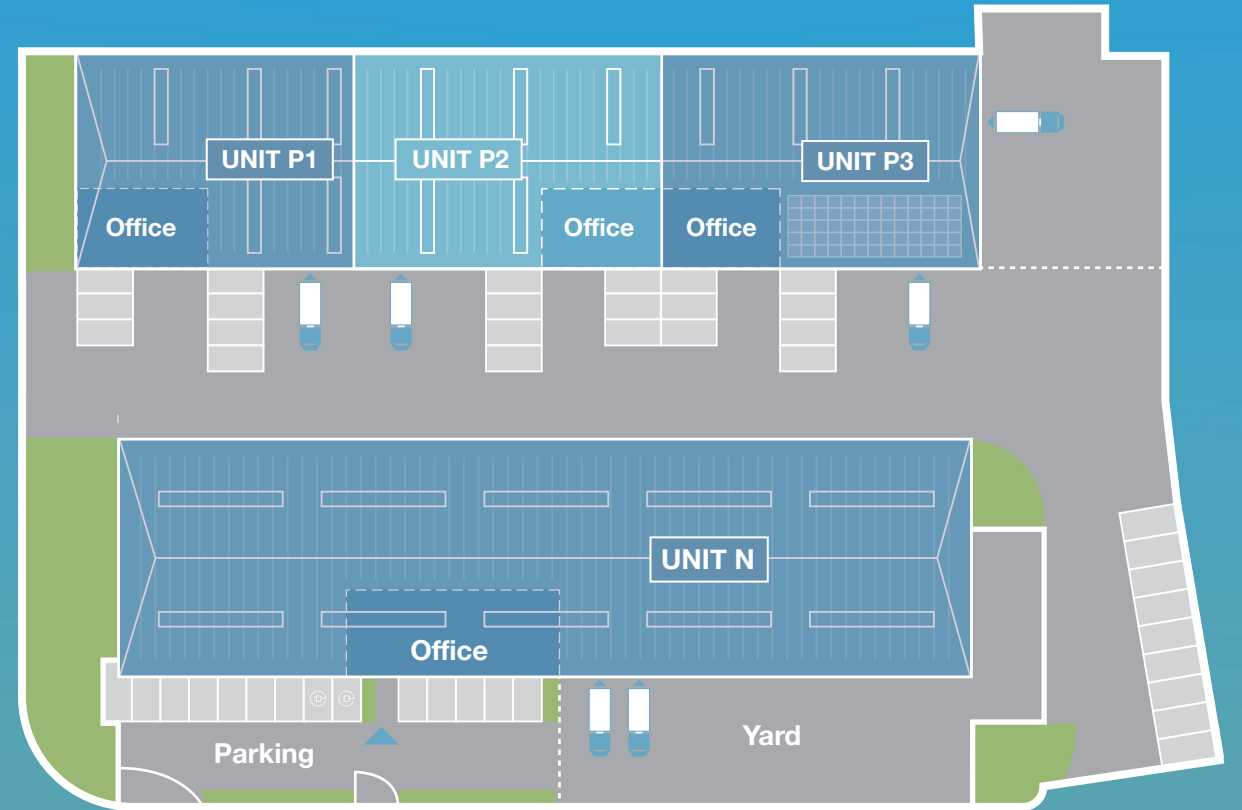 UNIT P1
UNIT P2
UNIT P3
Office
Office
Office
UNIT N
Office
Parking
Yard